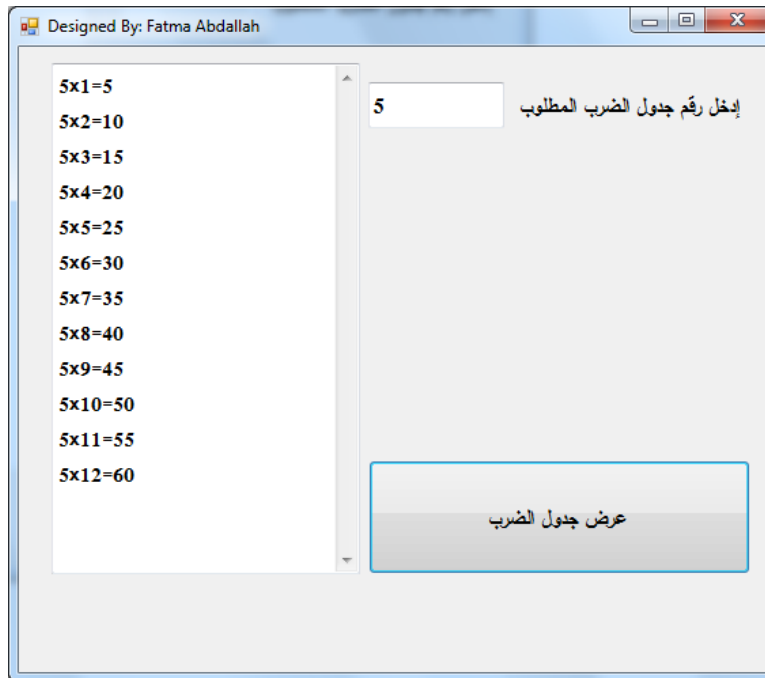 Designed By: Fatma Abdallah
إدخل رقم جدول الضرب المطلوب
5
5x1=5
5x2=10
5x3=15
5x4=20
5x5=25
5x6=30
5x7=35
5x8=40
5x9=45
5x10=50
5x11=55
5x12=60
عرض جدول الضرب